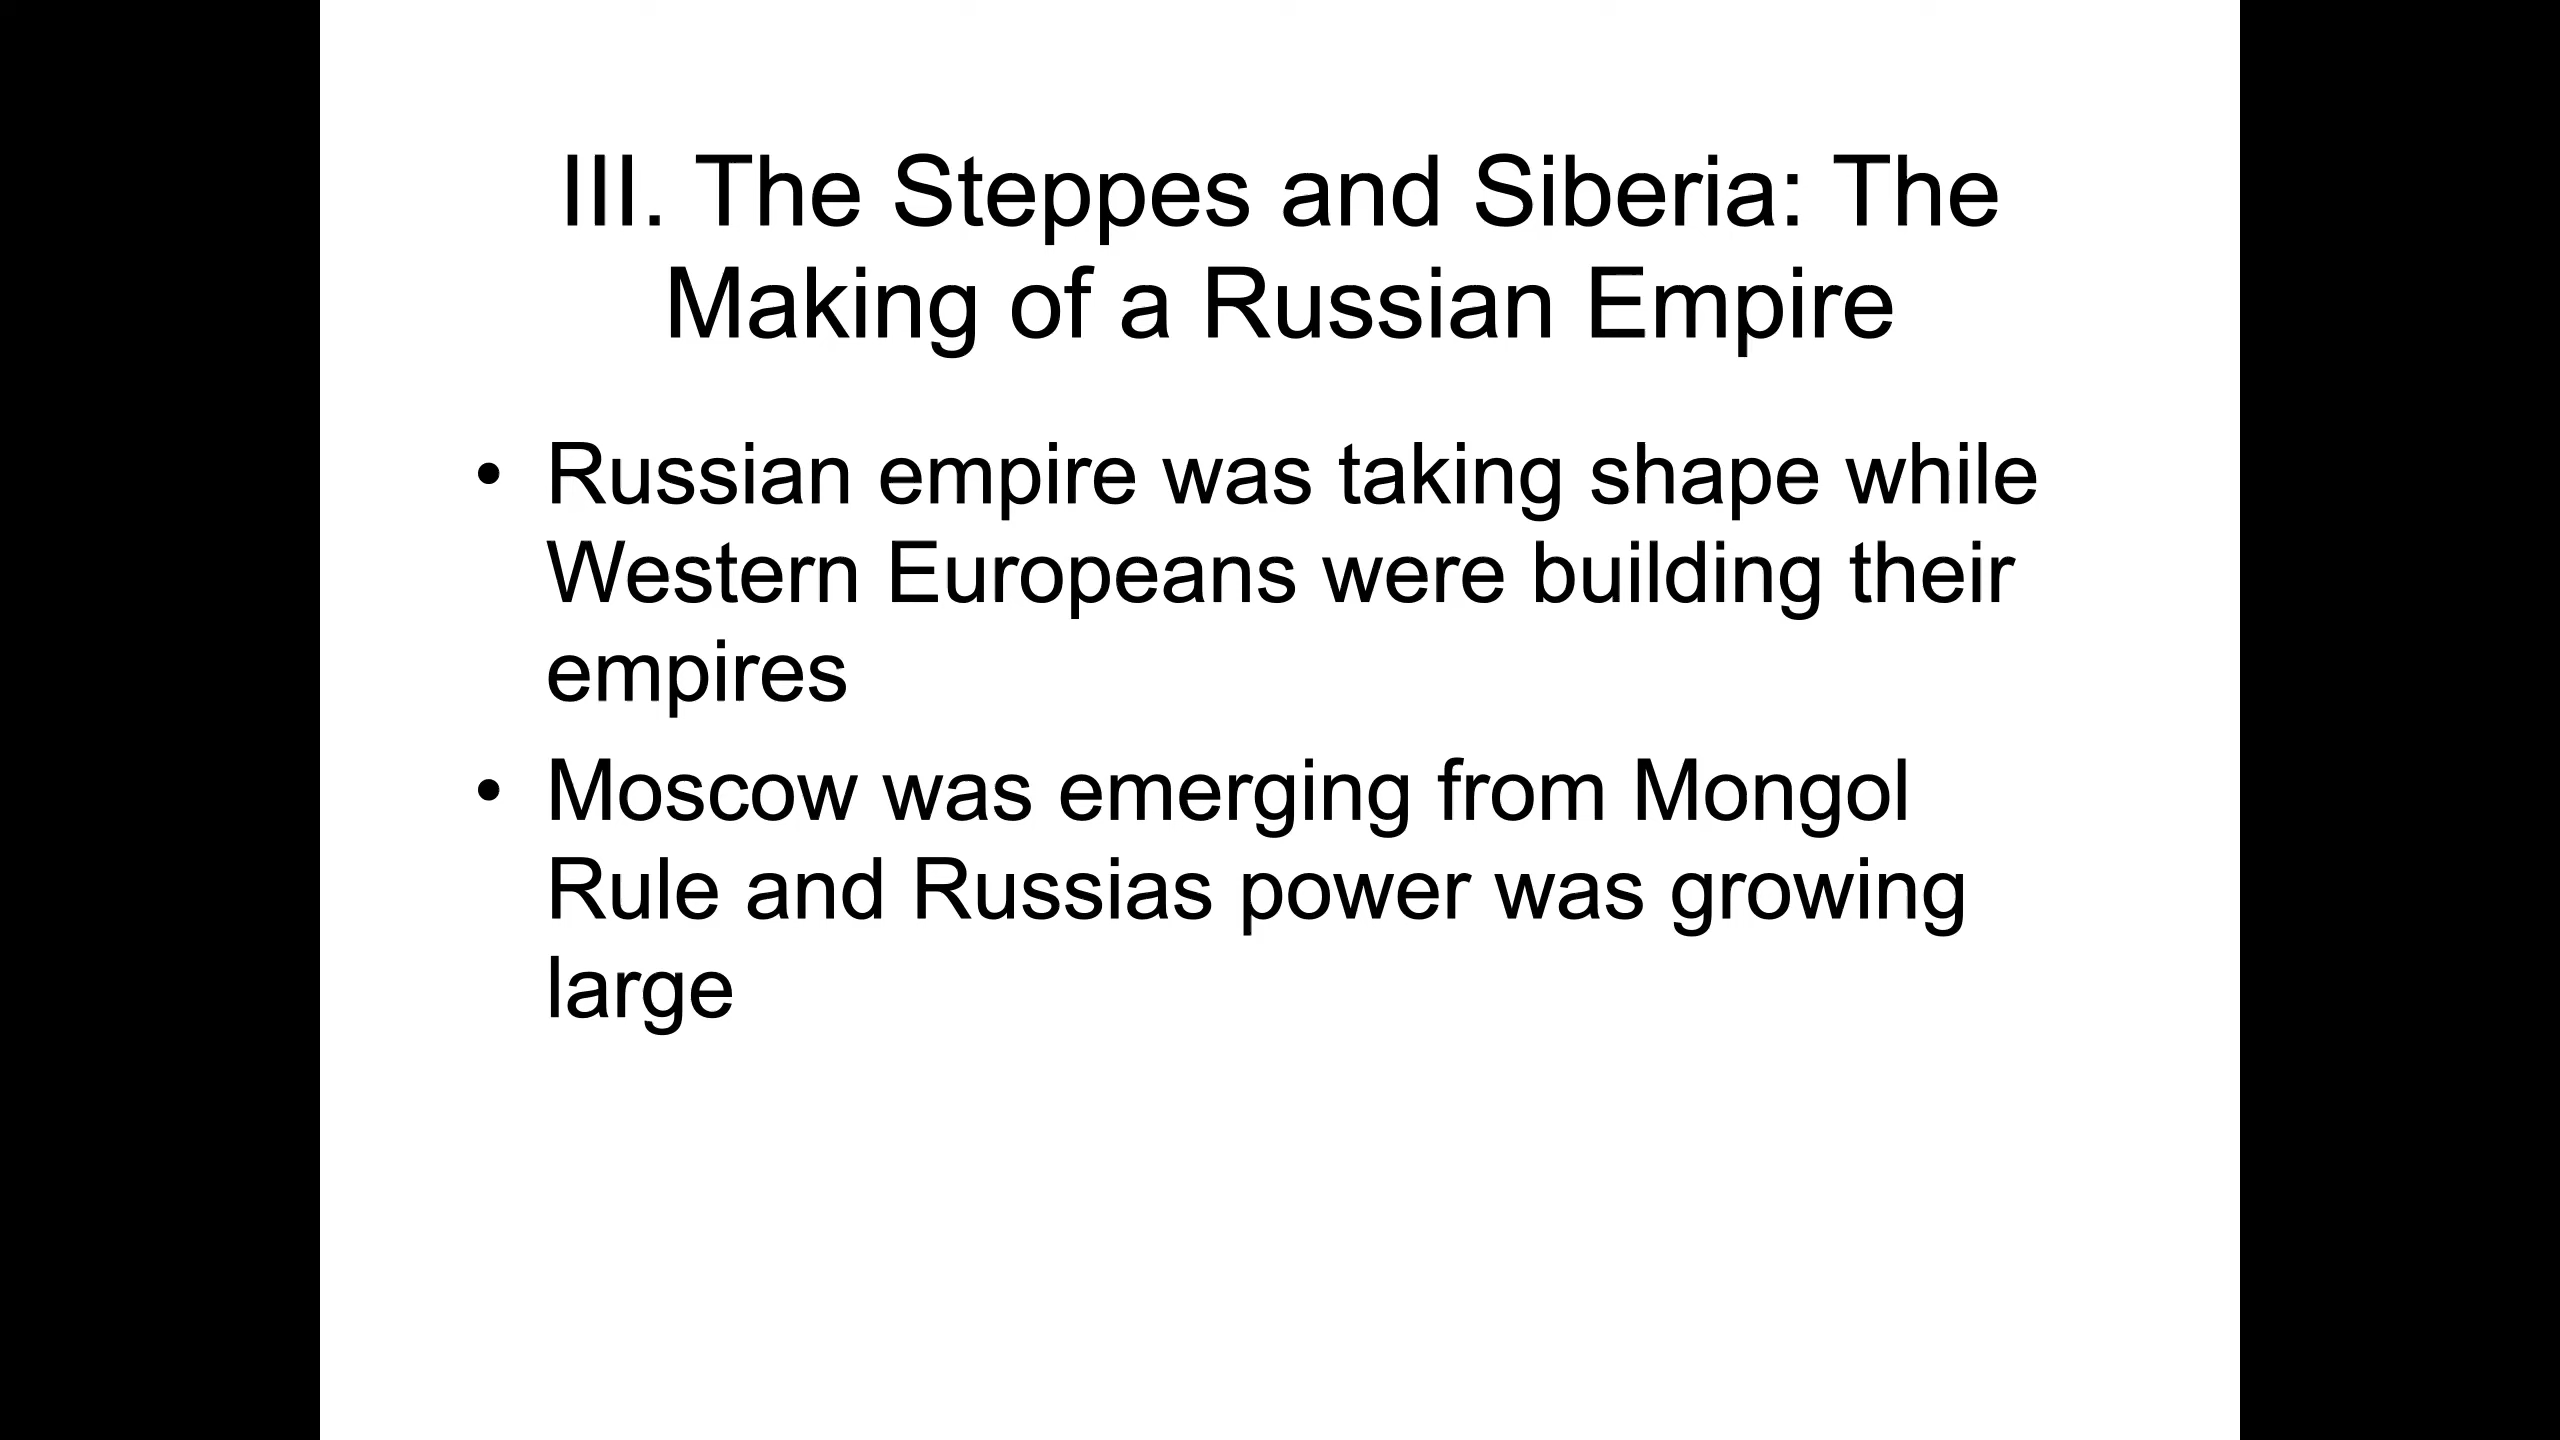 III. The Steppes and Siberia: The
Making of a Russian Empire
• Russian empire was taking shape while
Western Europeans were building their
empires
• Moscow was emerging from Mongol
Rule and Russias power was growing
large